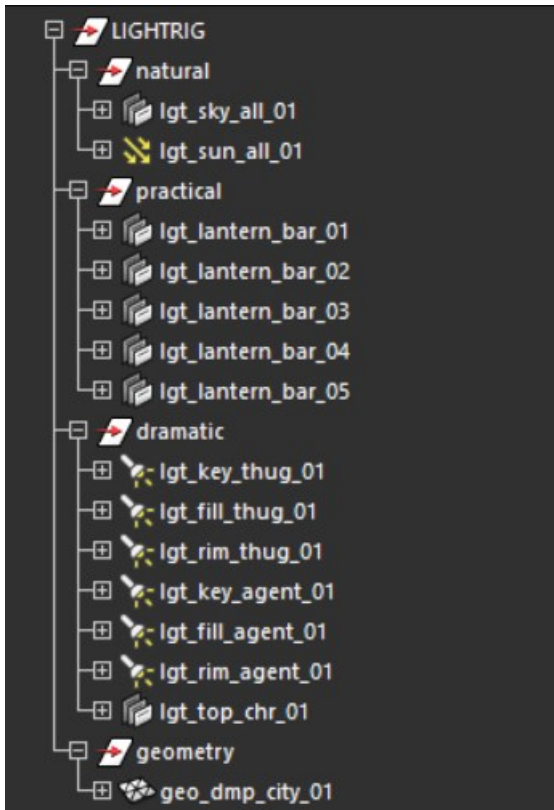 LIGHTRIG
natural
lgt_sky_all_01
lgt_sun_all_01
practical
lgt_lantern_bar_01
lgt_lantern_bar_02
lgt_lantern_bar_03
lgt_lantern_bar_04
lgt_lantern_bar_05
dramatic
lgt_key_thug_01
lgt_fill_thug_01
lgt_rim_thug_01
lgt_key_agent_01
lgt_fill_agent_01
lgt_rim_agent_01
lgt_top_chr_01
geometry
geo_dmp_city_01